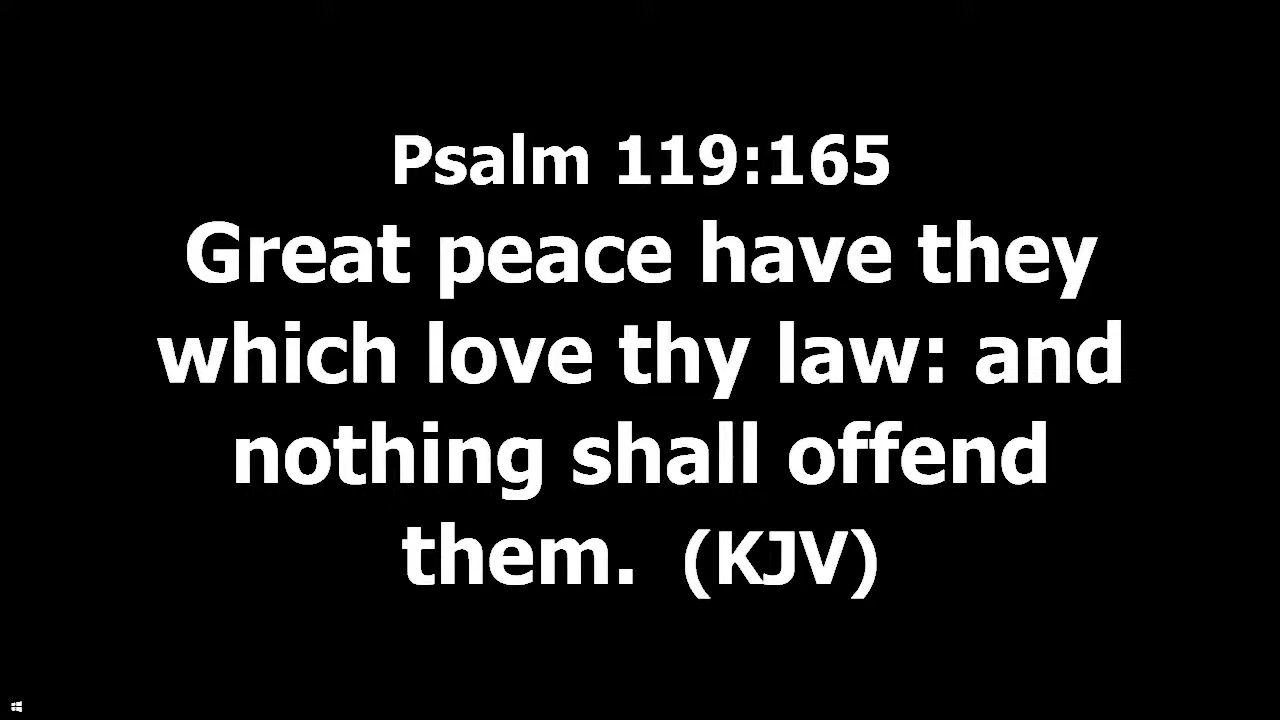 Psalm 119:165
Great peace have they
which love thy law: and
nothing shall offend
them.  (KJV)